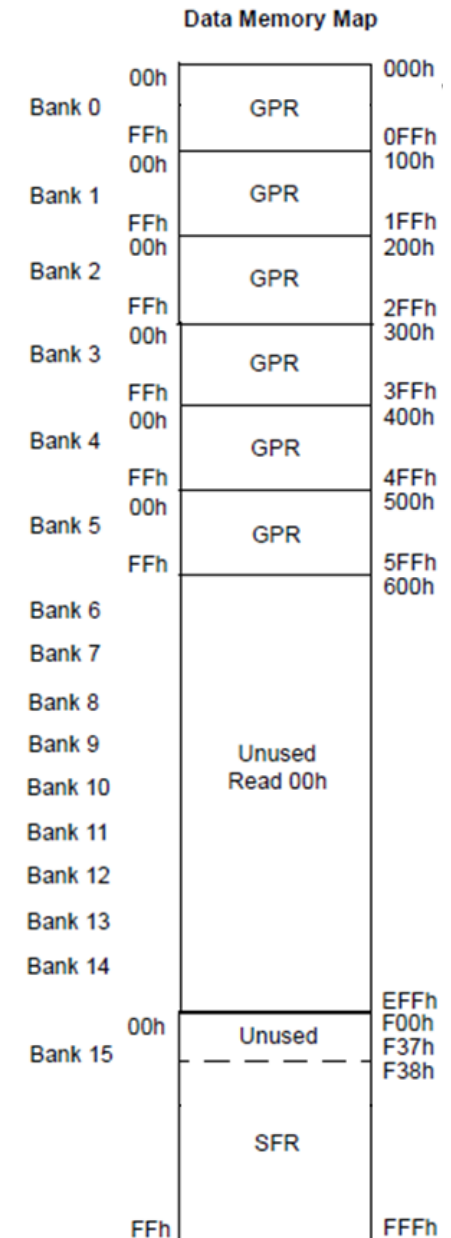 Data Memory Map
00h 000h
Bank 0 GPR
FFh 0FFh
00h 100h
Bank 1 GPR
FFh 1FFh
00h 200h
Bank 2 GPR
FFh 2FFh
00h 300h
Bank 3 GPR
FFh 3FFh
00h 400h
Bank 4 GPR
FFh 4FFh
00h 500h
Bank 5 GPR
FFh 5FFh
600h
Bank 6
Bank 7
Bank 8
Bank 9 Unused
Bank 10 Read 00h
Bank 11
Bank 12
Bank 13
Bank 14
EFFh
00h Unused F00h
F37h
Bank 15 F38h
SFR
FFh FFFh